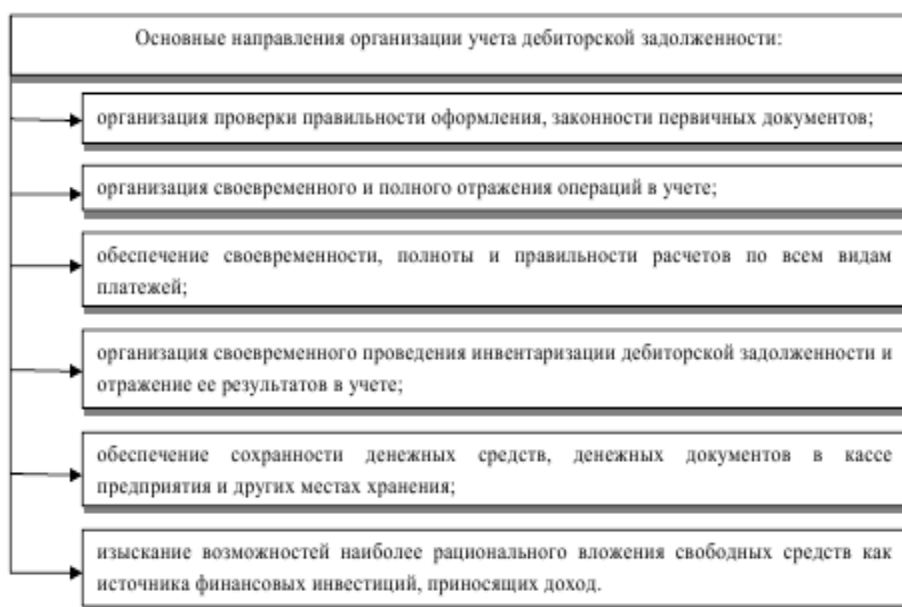 Основные направления организации учета дебиторской задолженности:
организация проверки правильности оформления, законности первичных документов;
организация своевременного и полного отражения операций в учете;
обеспечение своевременности, полноты и правильности расчетов по всем видам
платежей;
организация своевременного проведения инвентаризации дебиторской задолженности и
отражение ее результатов в учете;
обеспечение сохранности денежных средств, денежных документов в кассе
предприятия и других местах хранения;
изыскание возможностей наиболее рационального вложения свободных средств как
источника финансовых инвестиций, приносящих доход.